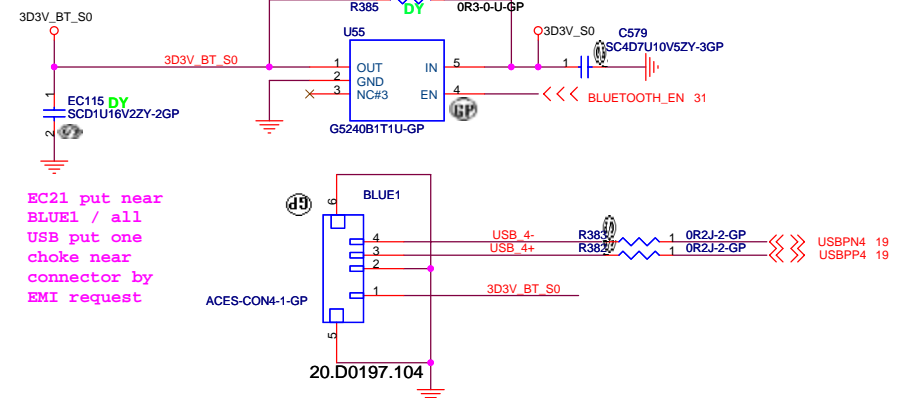 R385
DY
0R3-0-U-GP
3D3V_BT_S0
U55
3D3V_S0
C579
SC4D7U10V5ZY-3GP
3D3V_BT_S0
1
OUT
IN
5
1
2
GND
3
NC#3
EN
4
BLUETOOTH_EN 31
GP
G5240B1T1U-GP
1
EC115 DY
SCD1U16V2ZY-2GP
2
EC21 put near
BLUE1 / all
USB put one
choke near
connector by
EMI request
GP
6
BLUE1
4
USB_4-
R383
1
0R2J-2-GP
USBPN4 19
3
USB_4+
R382
1
0R2J-2-GP
USBPP4 19
2
1
3D3V_BT_S0
ACES-CON4-1-GP
5
20.D0197.104